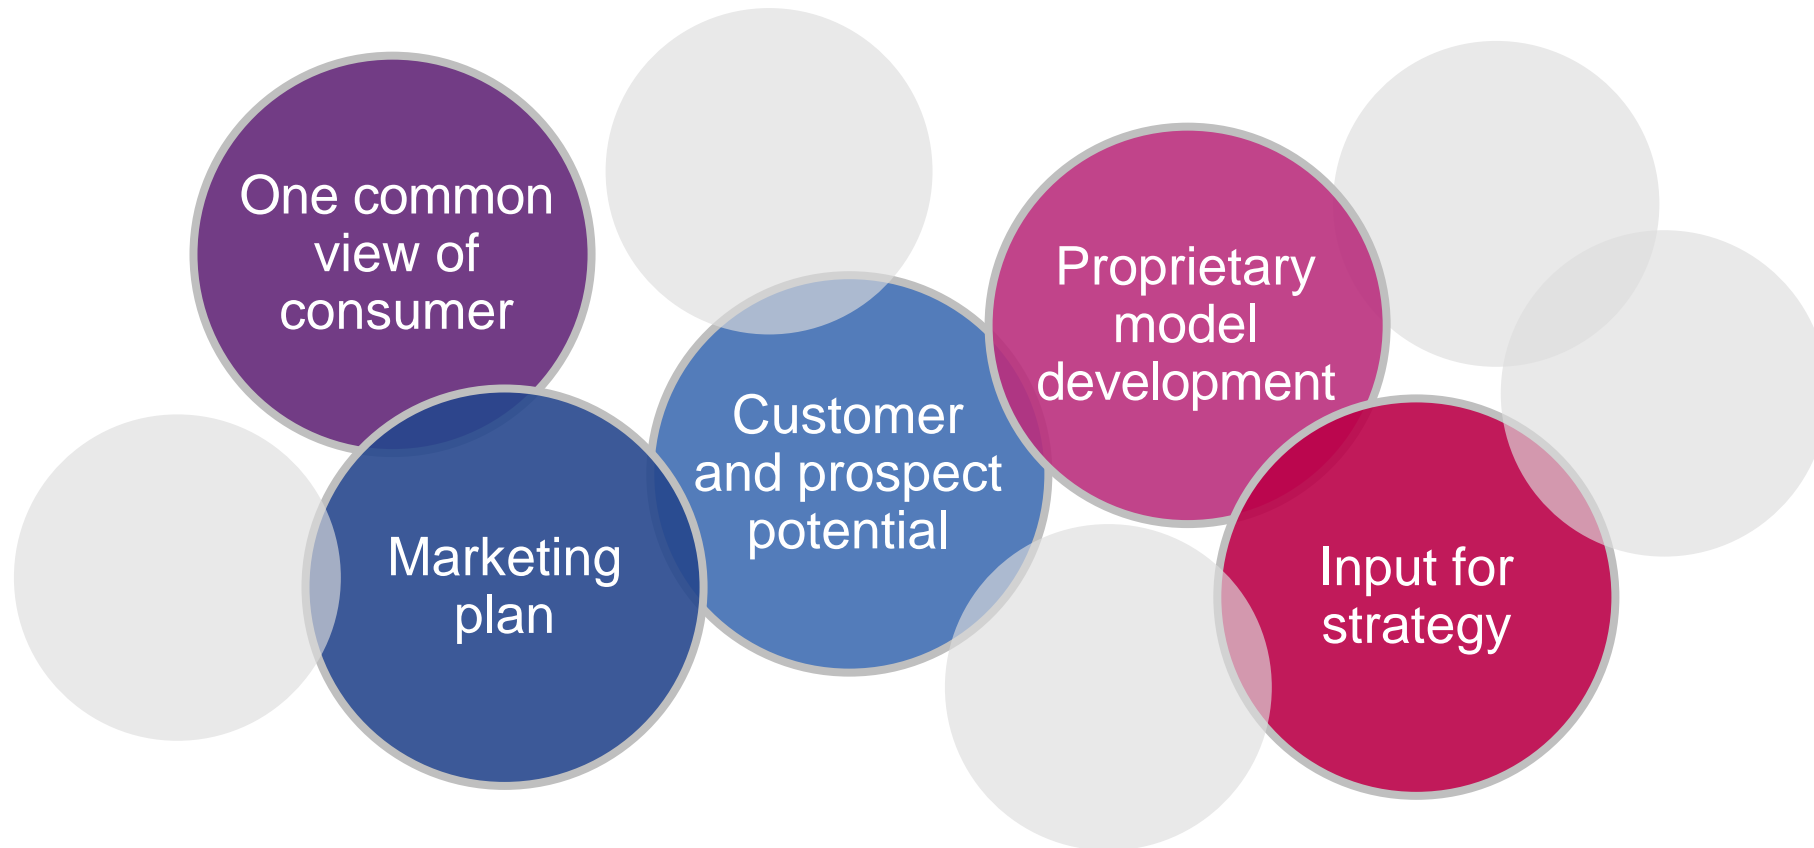 One common
view of
consumer
Marketing
plan
Customer
and prospect
potential
Proprietary
model
development
Input for
strategy